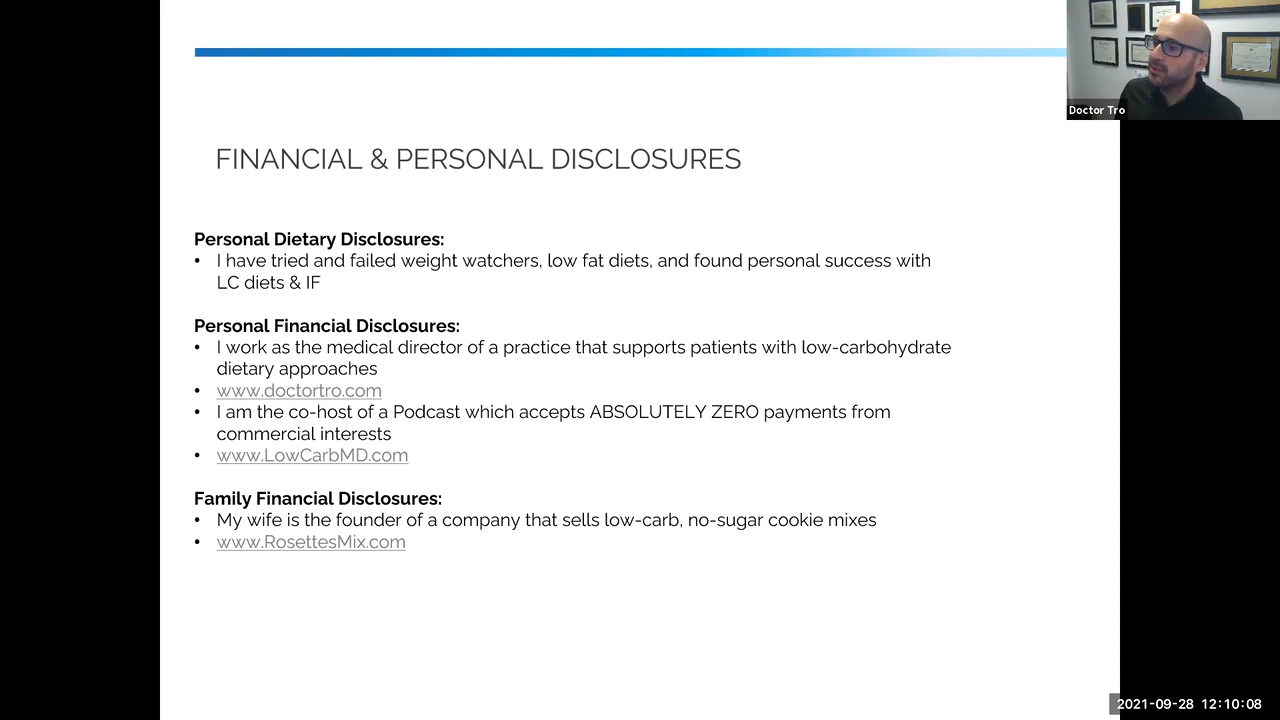 Doctor Tro
FINANCIAL & PERSONAL DISCLOSURES
Personal Dietary Disclosures:
• I have tried and failed weight watchers, low fat diets, and found personal success with
LC diets & IF
Personal Financial Disclosures:
• I work as the medical director of a practice that supports patients with low-carbohydrate
dietary approaches
• www.doctortro.com
• I am the co-host of a Podcast which accepts ABSOLUTELY ZERO payments from
commercial interests
• www.LowCarbMD.com
Family Financial Disclosures:
• My wife is the founder of a company that sells low-carb, no-sugar cookie mixes
• www.RosettesMix.com
2021-09-28 12:10:08